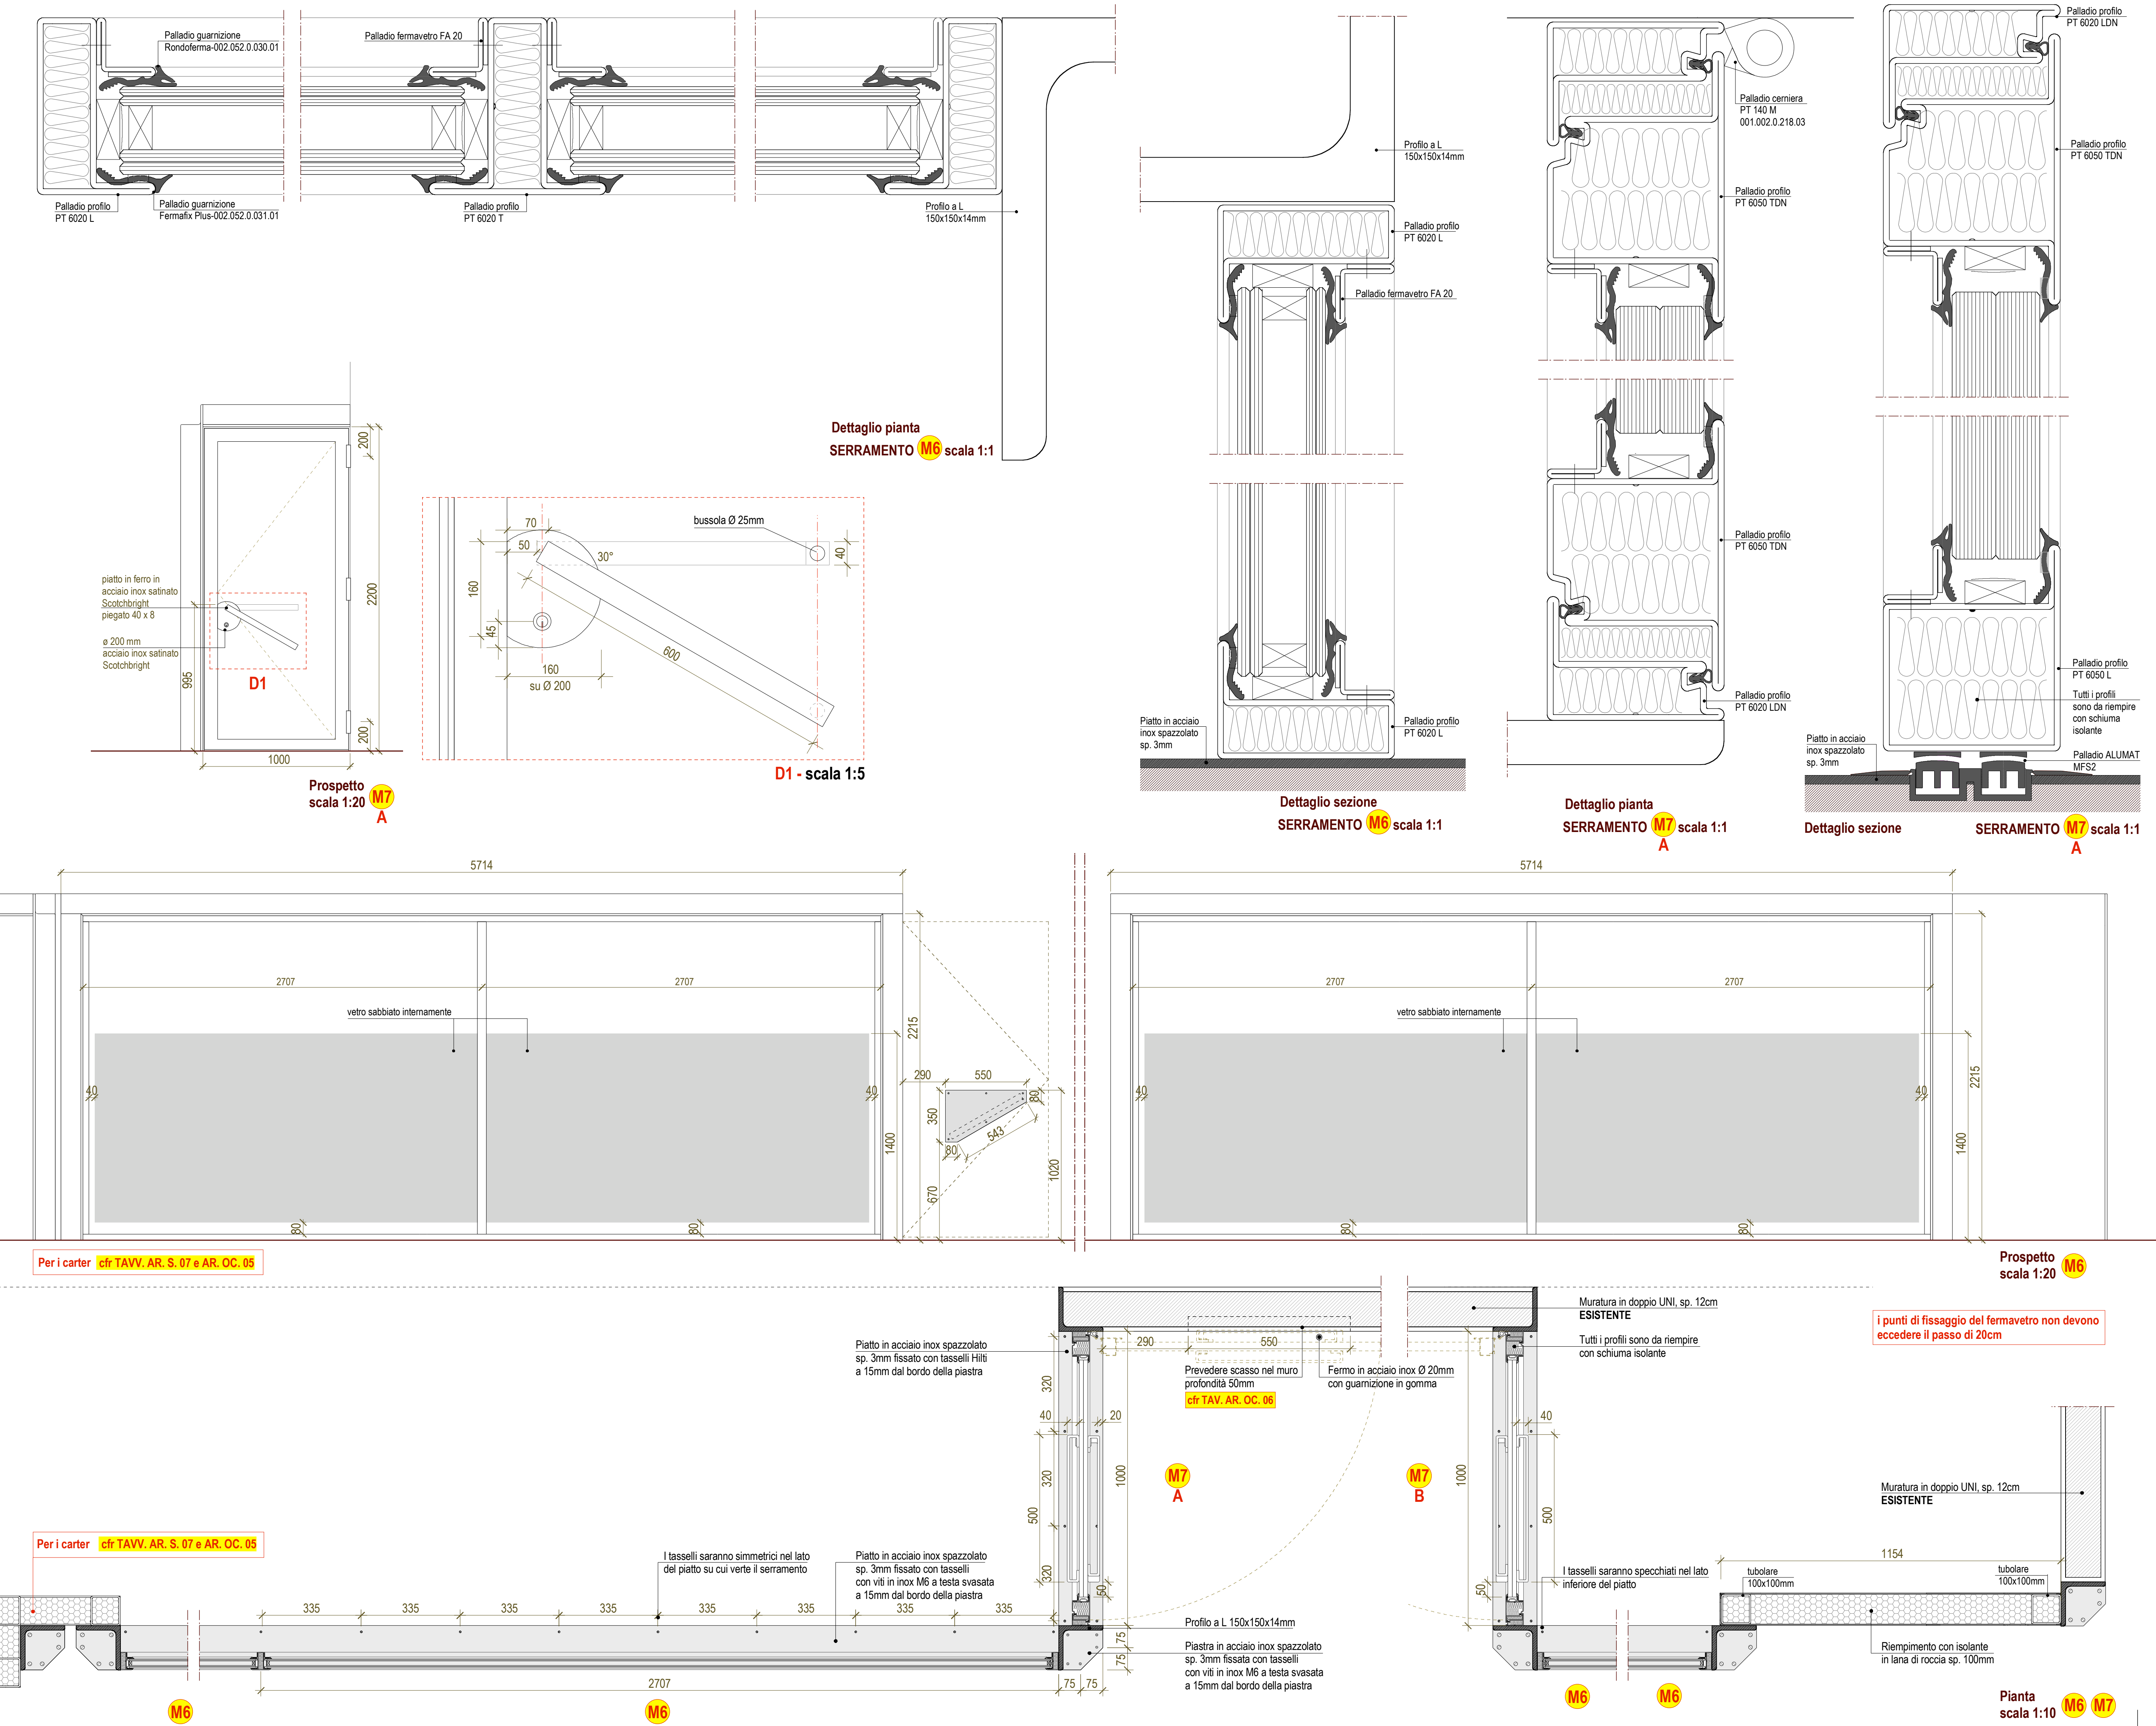 Palladio guarnizione
Rondoferma-002.052.0.030.01
Palladio fermavetro FA 20
Palladio profilo
PT 6020 L
Palladio guarnizione
Fermafix Plus-002.052.0.031.01
Palladio profilo
PT 6020 T
Profilo a L
150x150x14mm
Dettaglio pianta
SERRAMENTO M6 scala 1:1
Profilo a L
150x150x14mm
Palladio profilo
PT 6020 L
Palladio fermavetro FA 20
Palladio profilo
PT 6020 L
Piatto in acciaio
inox spazzolato
sp. 3mm
Dettaglio sezione
SERRAMENTO M6 scala 1:1
Palladio cerniera
PT 140 M
001.002.0.218.03
Palladio profilo
PT 6050 TDN
Palladio profilo
PT 6050 TDN
Palladio profilo
PT 6020 LDN
Dettaglio pianta
SERRAMENTO M7 scala 1:1
A
Palladio profilo
PT 6020 LDN
Palladio profilo
PT 6050 TDN
Palladio profilo
PT 6050 L
Tutti i profili
sono da riempire
con schiuma
isolante
Piatto in acciaio
inox spazzolato
sp. 3mm
Palladio ALUMAT
MFS2
Dettaglio sezione
SERRAMENTO M7 scala 1:1
A
200
2200
200
995
1000
piatto in ferro in
acciaio inox satinato
Scotchbright
piegato 40 x 8
ø 200 mm
acciaio inox satinato
Scotchbright
D1
Prospetto
scala 1:20 M7
A
bussola Ø 25mm
70
50
30°
40
160
45
600
160
su Ø 200
D1 - scala 1:5
5714
2707
2707
vetro sabbiato internamente
40
40
80
80
2215
1400
290
550
350
80
543
80
670
1020
5714
2707
2707
vetro sabbiato internamente
40
40
80
80
2215
1400
Per i carter cfr TAVV. AR. S. 07 e AR. OC. 05
Prospetto
scala 1:20 M6
i punti di fissaggio del fermavetro non devono
eccedere il passo di 20cm
Muratura in doppio UNI, sp. 12cm
ESISTENTE
Tutti i profili sono da riempire
con schiuma isolante
Piatto in acciaio inox spazzolato
sp. 3mm fissato con tasselli Hilti
a 15mm dal bordo della piastra
290
550
Prevedere scasso nel muro
profondità 50mm
cfr TAV. AR. OC. 06
Fermo in acciaio inox Ø 20mm
con guarnizione in gomma
320
40
20
320
500
1000
320
50
M7
A
M7
B
1000
40
500
50
Muratura in doppio UNI, sp. 12cm
ESISTENTE
1154
tubolare
100x100mm
tubolare
100x100mm
Per i carter cfr TAVV. AR. S. 07 e AR. OC. 05
I tasselli saranno simmetrici nel lato
del piatto su cui verte il serramento
Piatto in acciaio inox spazzolato
sp. 3mm fissato con tasselli
con viti in inox M6 a testa svasata
a 15mm dal bordo della piastra
I tasselli saranno specchiati nel lato
inferiore del piatto
335
335
335
335
335
335
335
335
Profilo a L 150x150x14mm
Piastra in acciaio inox spazzolato
sp. 3mm fissata con tasselli
con viti in inox M6 a testa svasata
a 15mm dal bordo della piastra
75
75
2707
75
75
Riempimento con isolante
in lana di roccia sp. 100mm
M6
M6
M6
M6
Pianta
scala 1:10 M6 M7